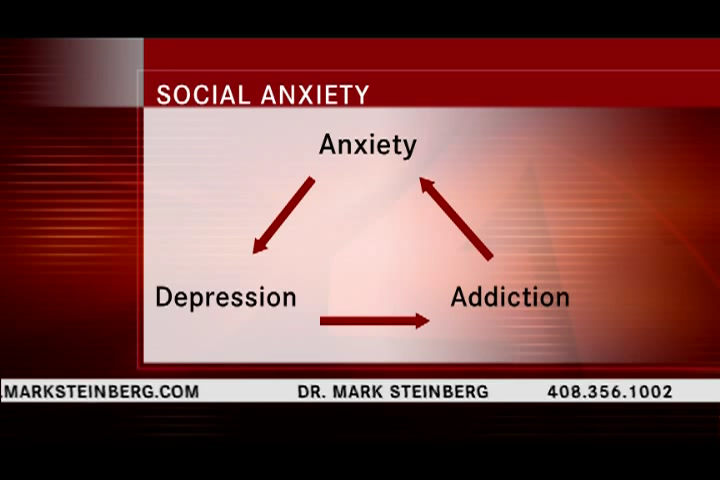 SOCIAL ANXIETY
Anxiety
Depression
Addiction
.MARKSTEINBERG.COM DR. MARK STEINBERG 408.356.1002